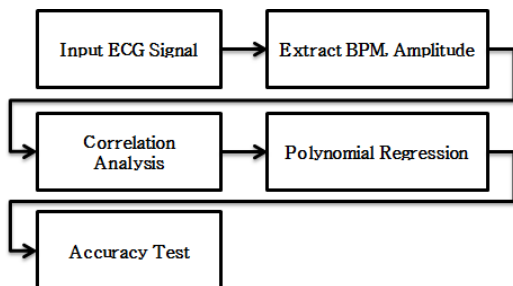 Input ECG Signal
Extract BPM, Amplitude
Correlation
Analysis
Polynomial Regression
Accuracy Test